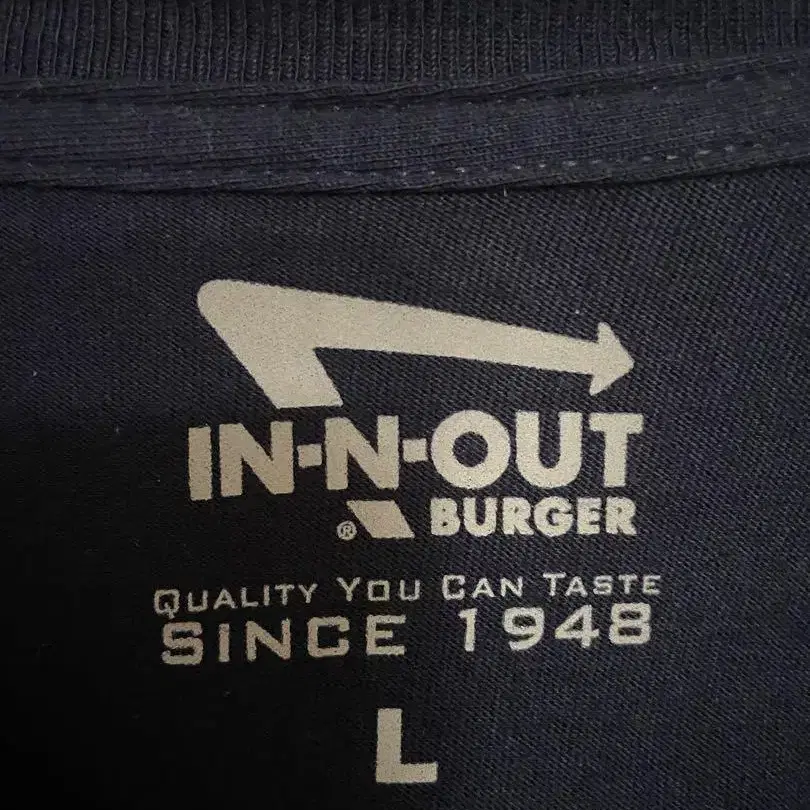 IN-N-OUT
® BURGER
QUALITY YOU CAN TASTE
SINCE 1948
L